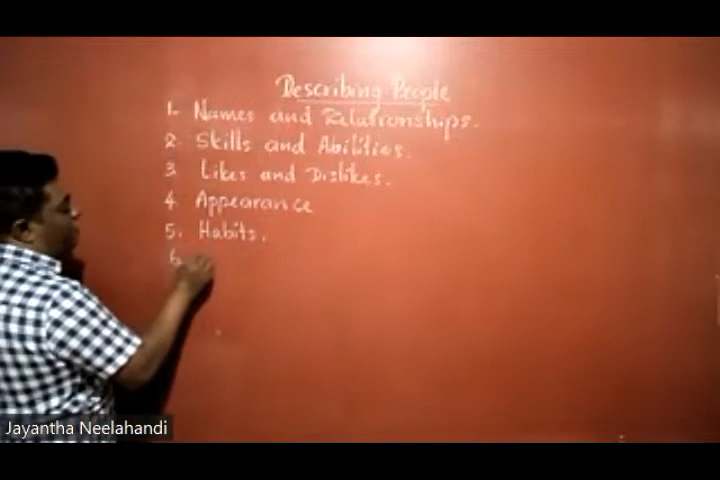 Describing People
1. Names and Relationships.
2. Skills and Abilities.
3. Likes and Dislikes.
4. Appearance
5. Habits.
6
Jayantha Neelahandi